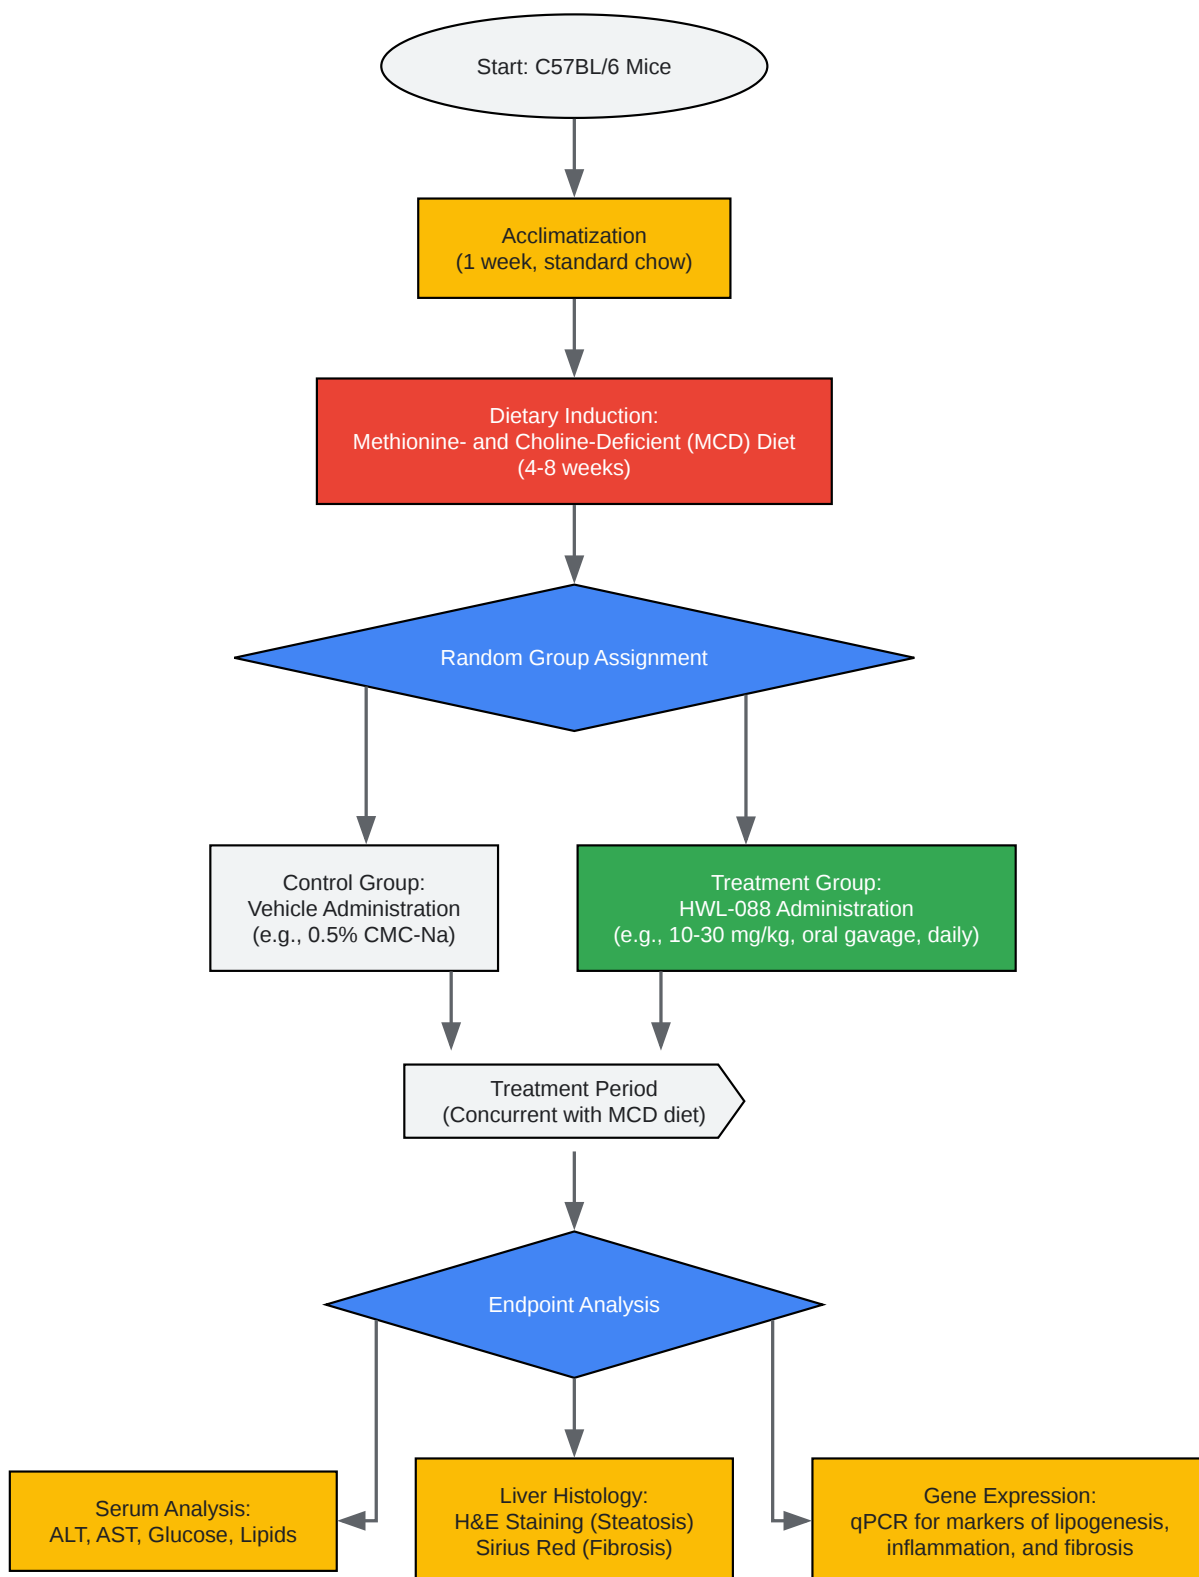 Start: C57BL/6 Mice
Acclimatization
(1 week, standard chow)
Dietary Induction:
Methionine- and Choline-Deficient (MCD) Diet
(4-8 weeks)
Random Group Assignment
Control Group:
Vehicle Administration
(e.g., 0.5% CMC-Na)
Treatment Group:
HWL-088 Administration
(e.g., 10-30 mg/kg, oral gavage, daily)
Treatment Period
(Concurrent with MCD diet)
Endpoint Analysis
Serum Analysis:
ALT, AST, Glucose, Lipids
Liver Histology:
H&E Staining (Steatosis)
Sirius Red (Fibrosis)
Gene Expression:
qPCR for markers of lipogenesis,
inflammation, and fibrosis